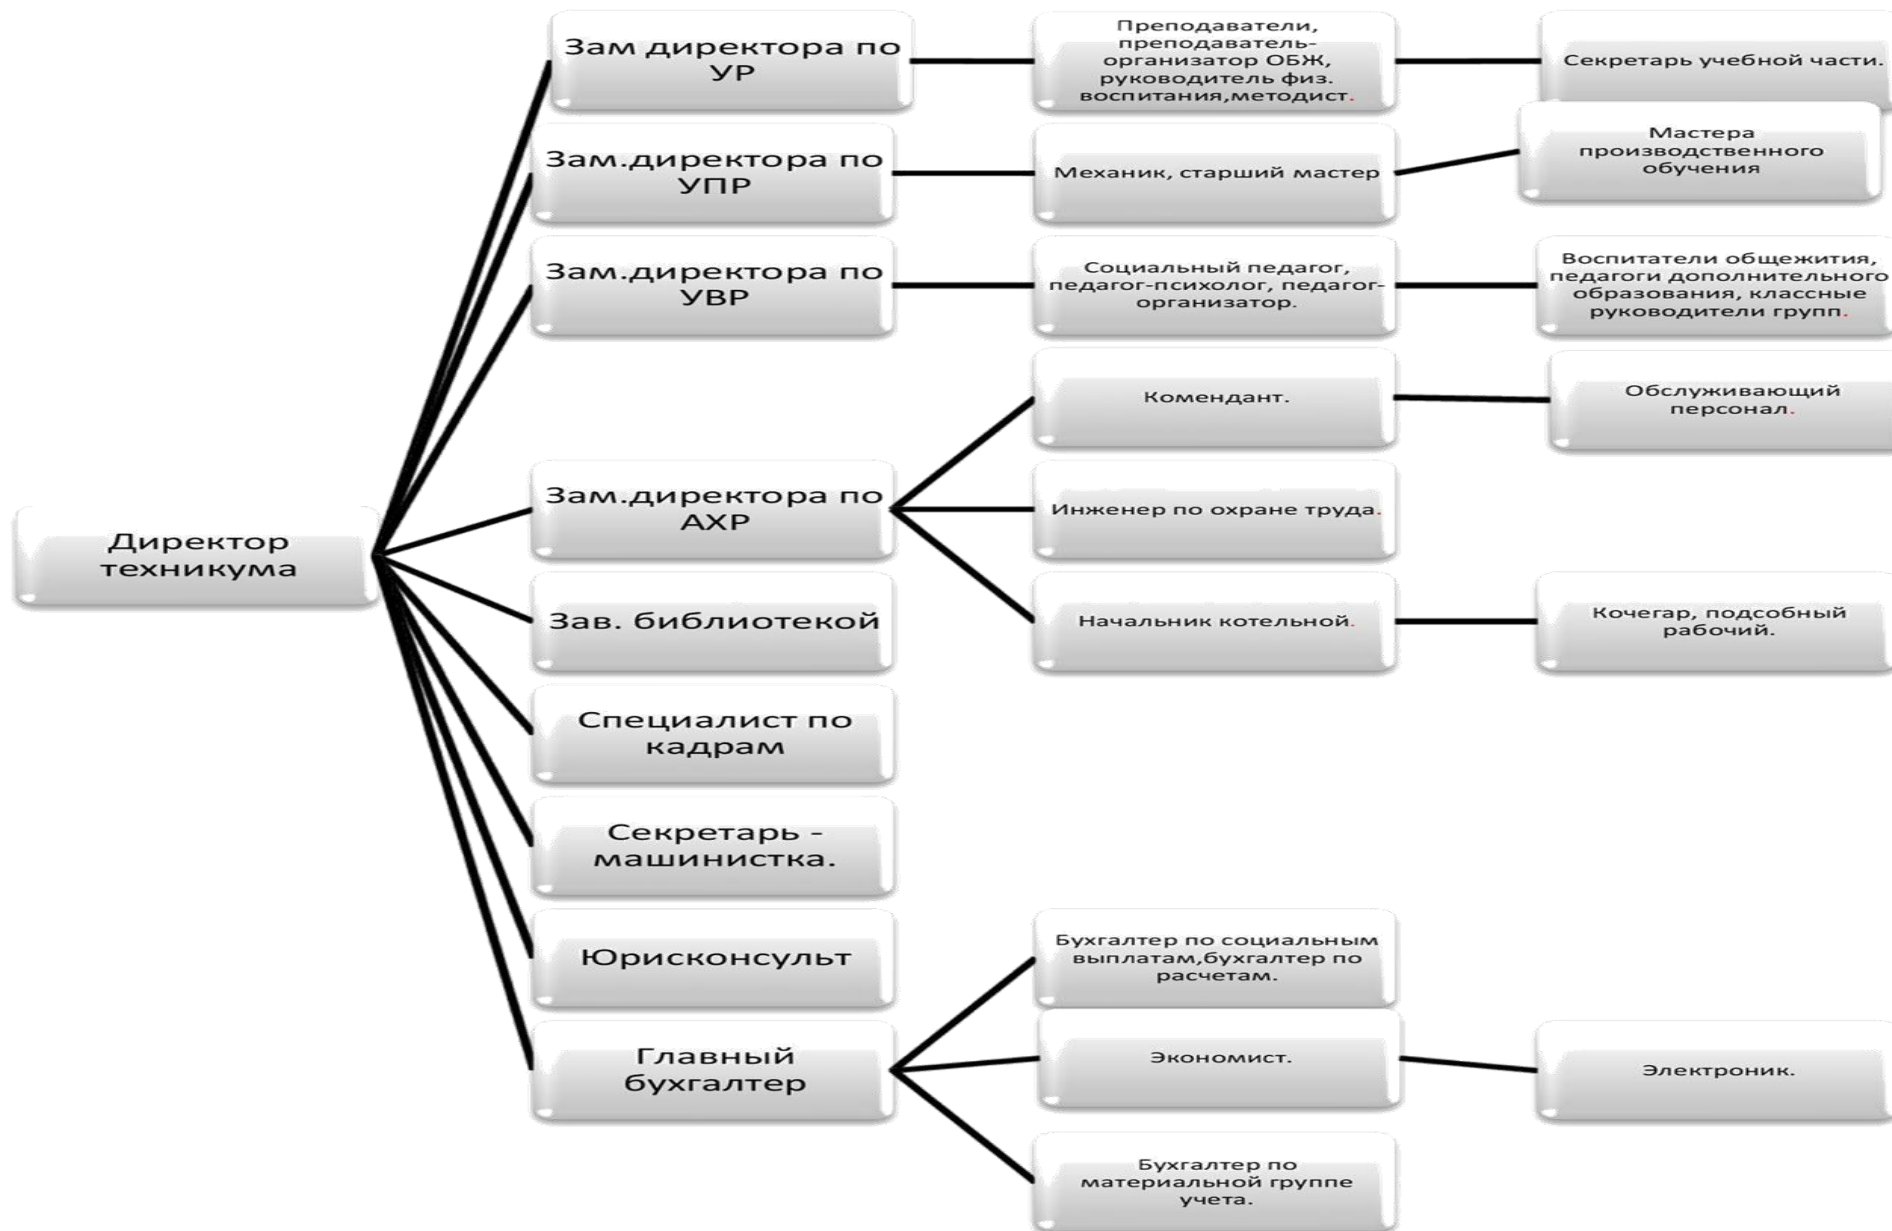 Зам директора по
УР
Преподаватели,
преподаватель-
организатор ОБЖ,
руководитель физ.
воспитания,методист.
Секретарь учебной части.
Зам.директора по
УПР
Механик, старший мастер
Мастера
производственного
обучения
Зам.директора по
УВР
Социальный педагог,
педагог-психолог, педагог-
организатор.
Воспитатели общежития,
педагоги дополнительного
образования, классные
руководители групп.
Комендант.
Обслуживающий
персонал.
Директор
техникума
Зам.директора по
АХР
Инженер по охране труда.
Зав. библиотекой
Начальник котельной.
Кочегар, подсобный
рабочий.
Специалист по
кадрам
Секретарь -
машинистка.
Юрисконсульт
Бухгалтер по социальным
выплатам,бухгалтер по
расчетам.
Главный
бухгалтер
Экономист.
Электроник.
Бухгалтер по
материальной группе
учета.